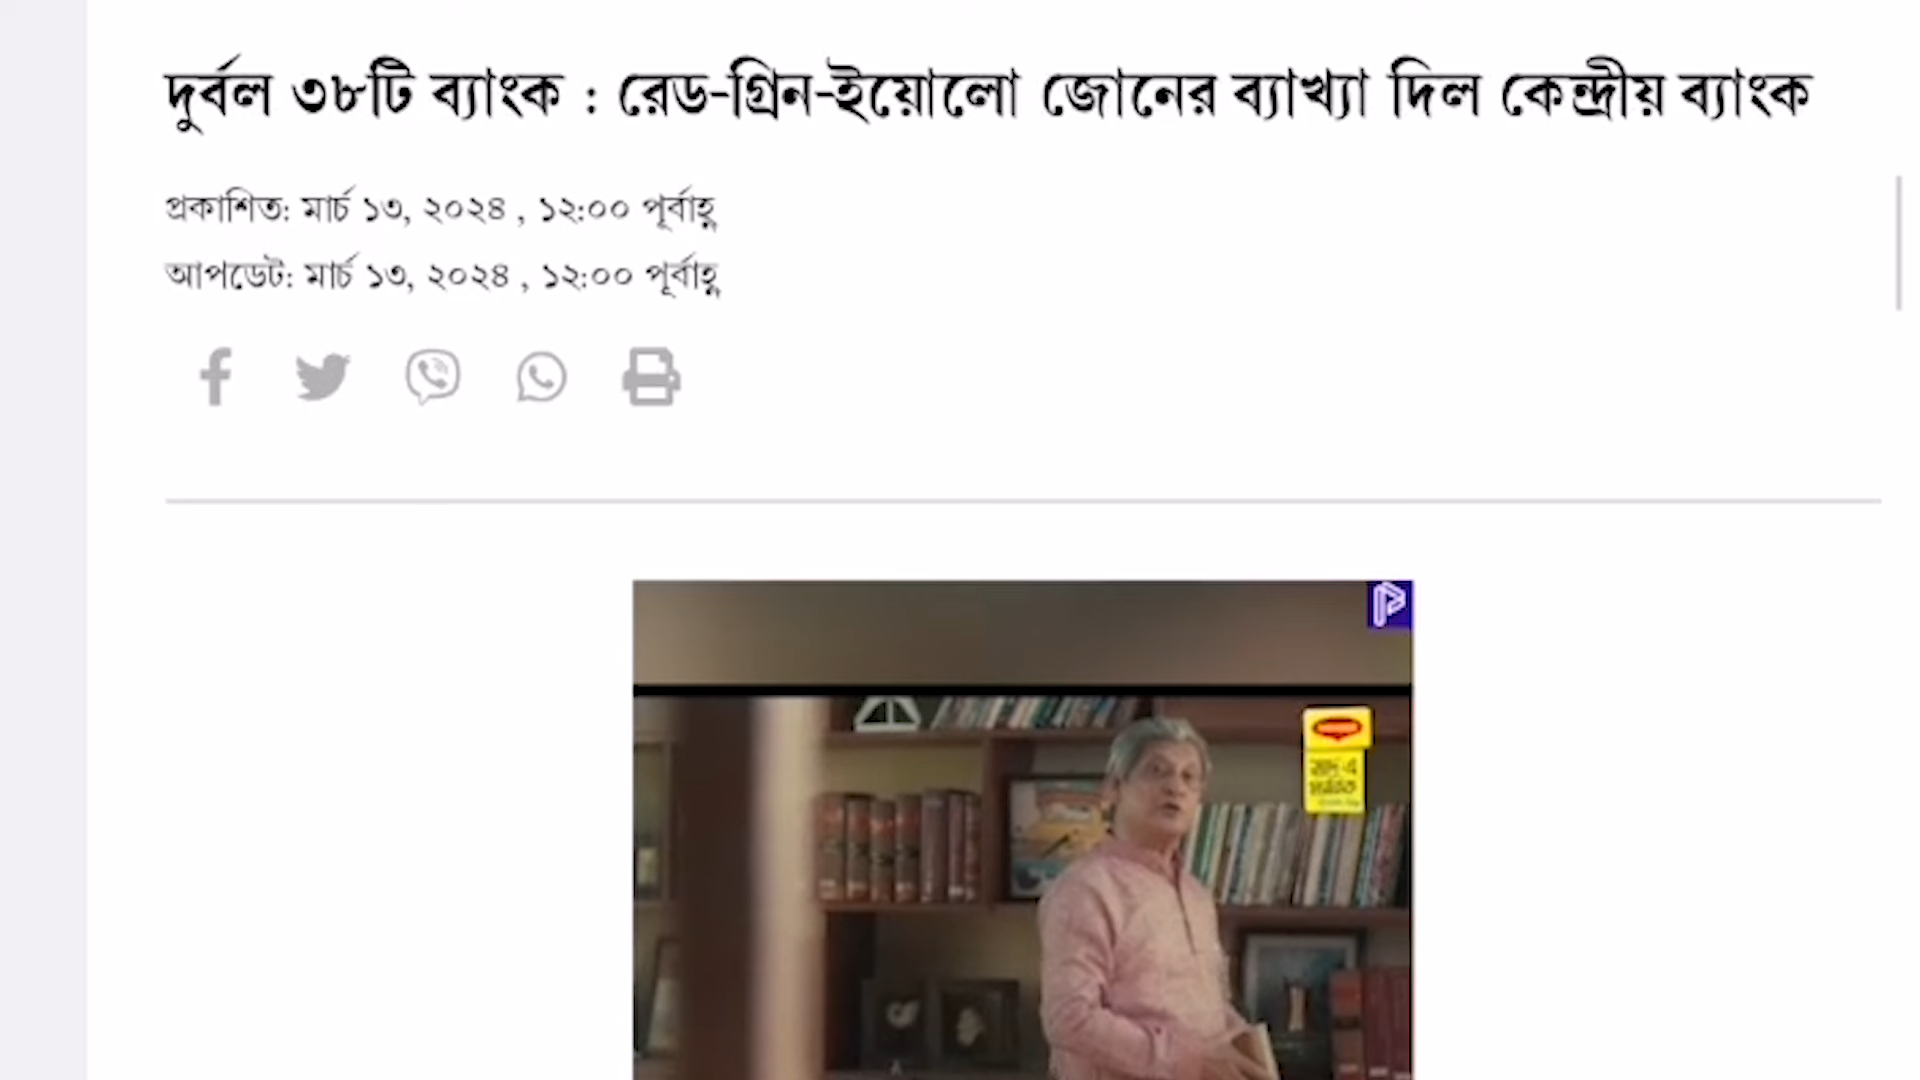 দুর্বল ৩৮টি ব্যাংক : রেড-গ্রিন-ইয়োলো জোনের ব্যাখ্যা দিল কেন্দ্রীয় ব্যাংক
প্রকাশিত: মার্চ ১৩, ২০২৪ , ১২:০০ পূর্বাহ্ণ
আপডেট: মার্চ ১৩, ২০২৪ , ১২:০০ পূর্বাহ্ণ